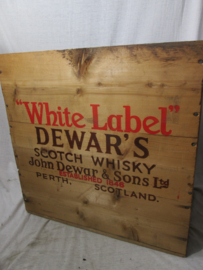 "White Label"
DEWAR'S
SCOTCH WHISKY
John Dewar & Sons Ltd
ESTABLISHED 1846
PERTH, SCOTLAND.